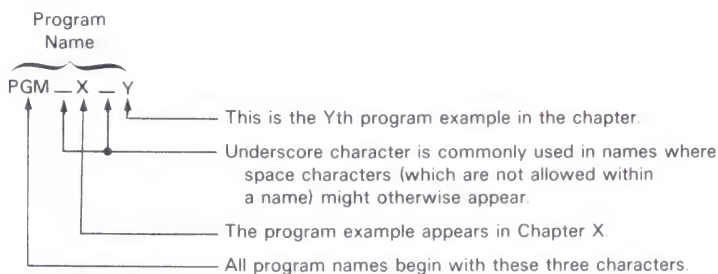 Program
Name
PGM _ X _ Y
This is the Yth program example in the chapter.
Underscore character is commonly used in names where
space characters (which are not allowed within
a name) might otherwise appear.
The program example appears in Chapter X.
All program names begin with these three characters.